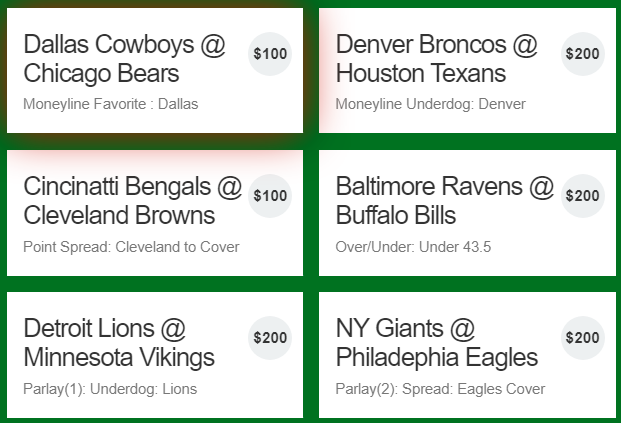 Dallas Cowboys @
Chicago Bears
$100
Moneyline Favorite : Dallas
Denver Broncos @
Houston Texans
$200
Moneyline Underdog: Denver
Cincinatti Bengals @
Cleveland Browns
$100
Point Spread: Cleveland to Cover
Baltimore Ravens @
Buffalo Bills
$200
Over/Under: Under 43.5
Detroit Lions @
Minnesota Vikings
$200
Parlay(1): Underdog: Lions
NY Giants @
Philadephia Eagles
$200
Parlay(2): Spread: Eagles Cover